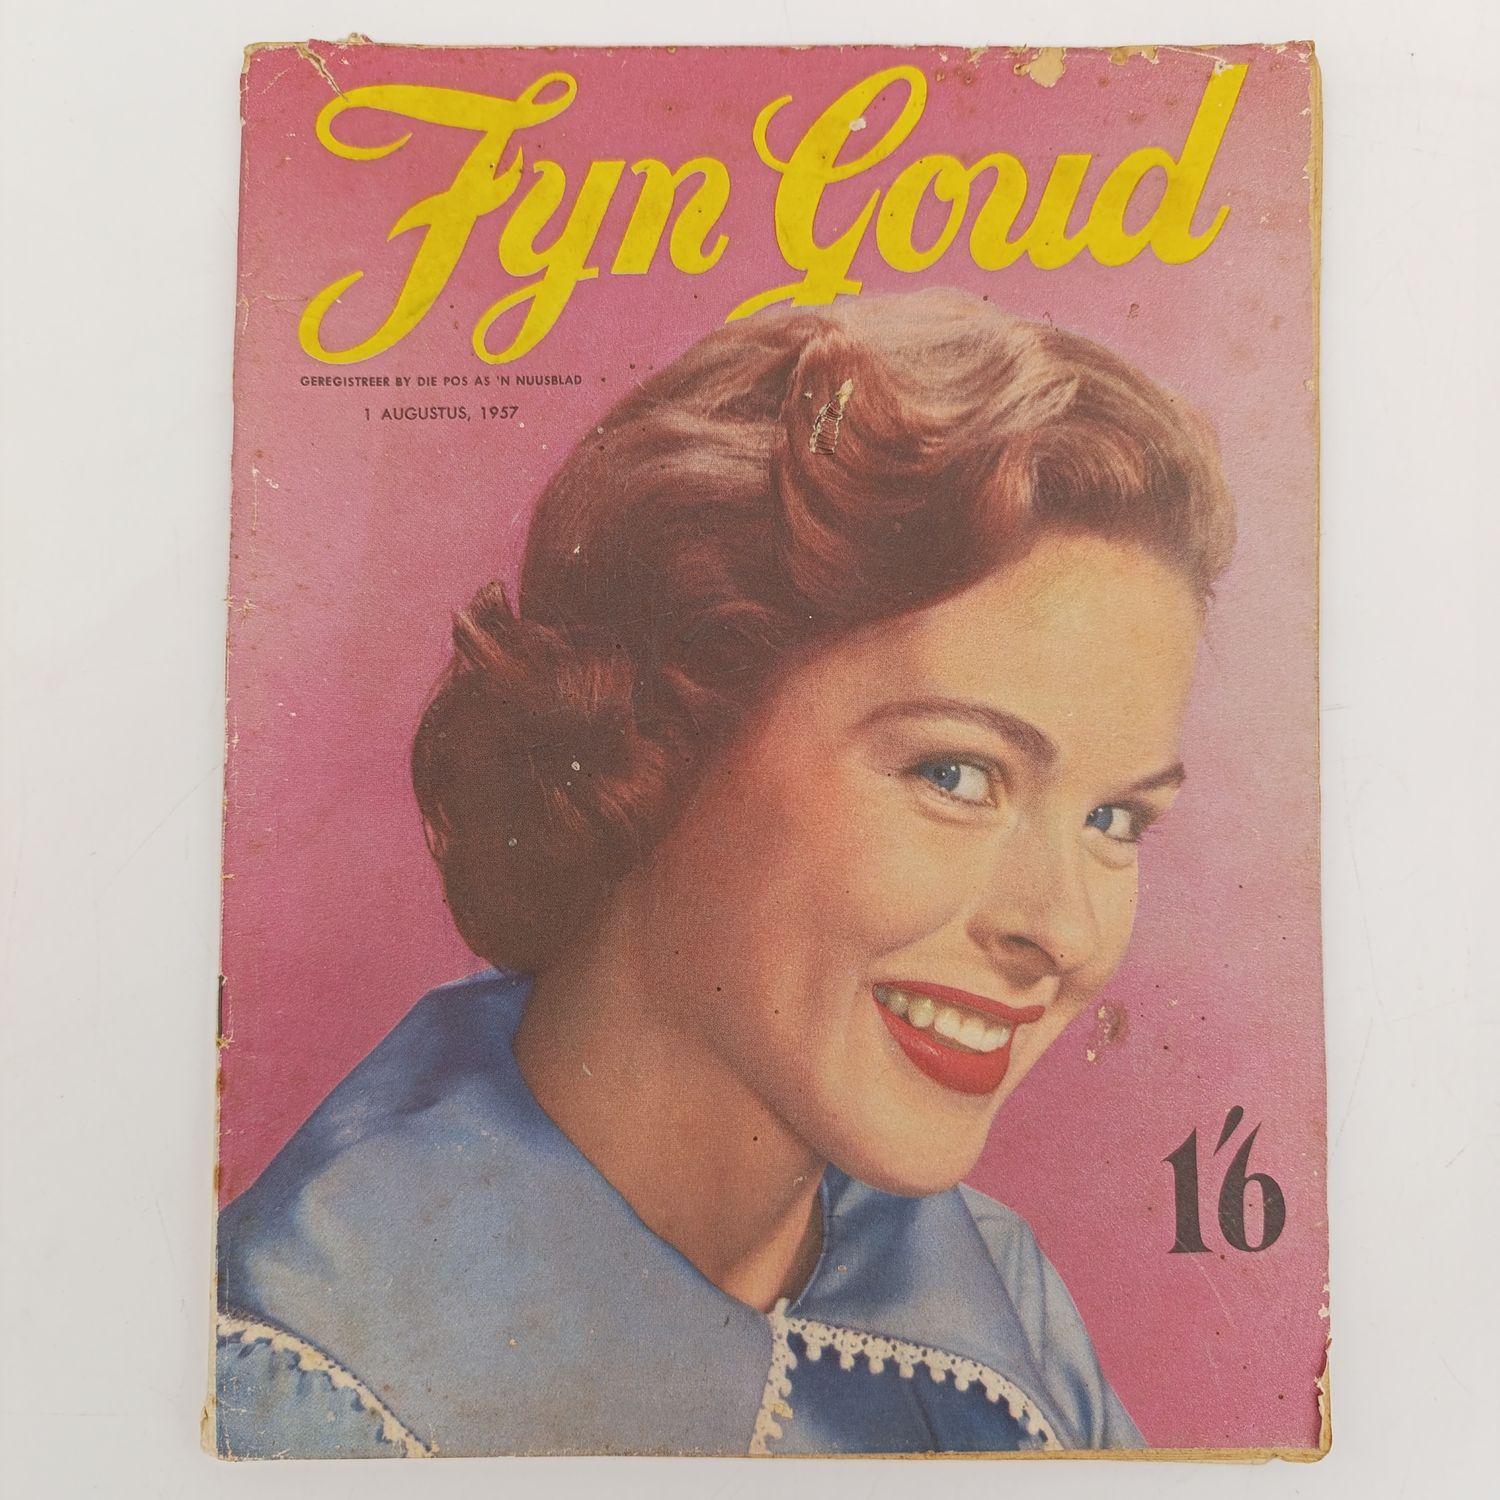 Fyn Goud
GEREGISTREER BY DIE POS AS 'N NUUSBLAD
1 AUGUSTUS, 1957
1'6